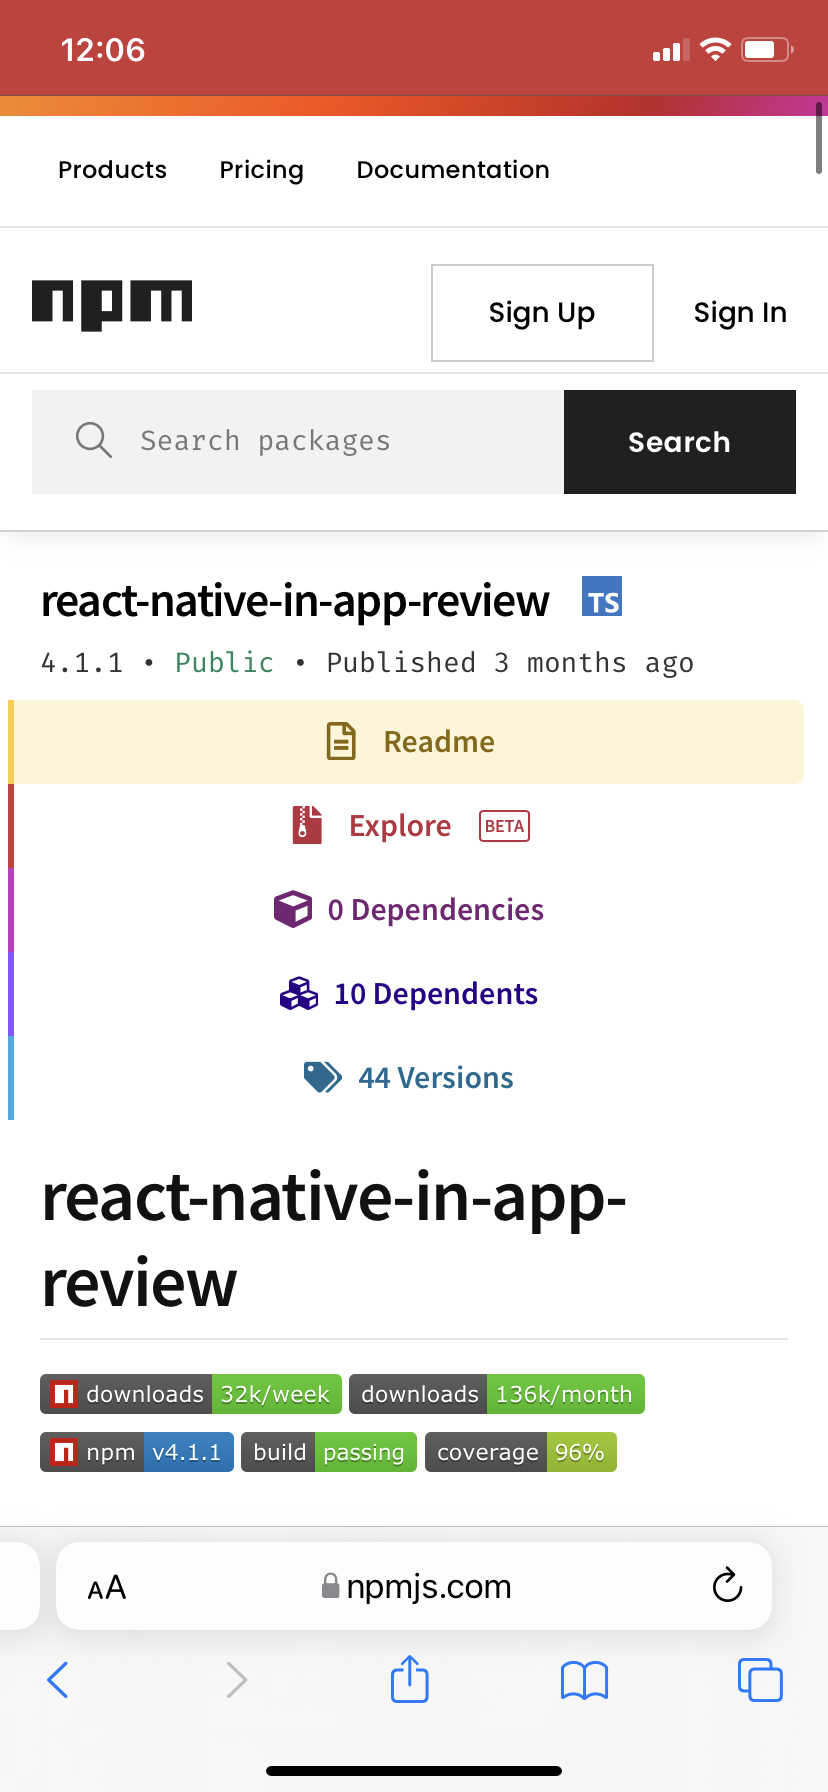 12:06
Products Pricing Documentation
npm
Sign Up Sign In
Search packages Search
react-native-in-app-review TS
4.1.1 • Public • Published 3 months ago
Readme
Explore BETA
0 Dependencies
10 Dependents
44 Versions
react-native-in-app-
review
downloads 32k/week downloads 136k/month
npm v4.1.1 build passing coverage 96%
AA npmjs.com